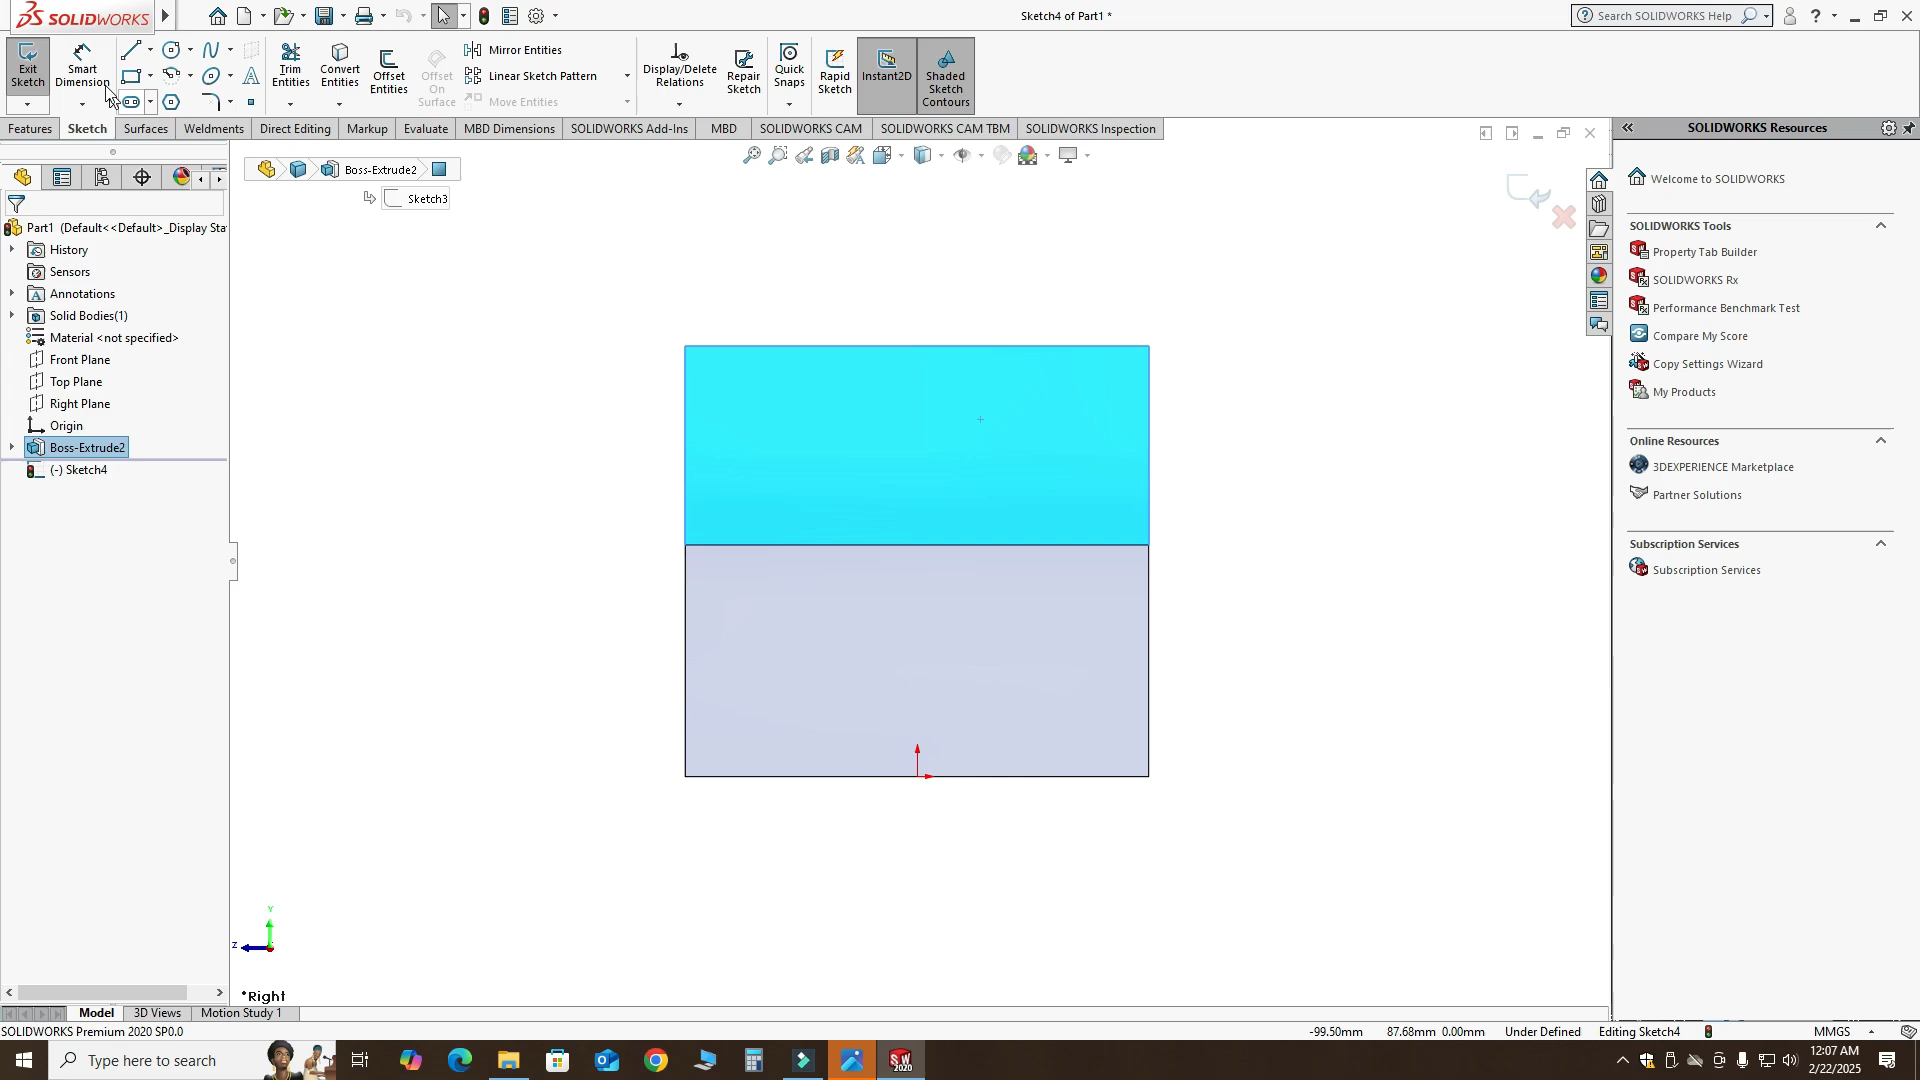 SOLIDWORKS
Sketch4 of Part1 *
Search SOLIDWORKS Help
Exit Sketch
Smart Dimension
Trim Entities
Convert Entities
Offset Entities
Offset On Surface
Mirror Entities
Linear Sketch Pattern
Move Entities
Display/Delete Relations
Repair Sketch
Quick Snaps
Rapid Sketch
Instant2D
Shaded Sketch Contours
Features Sketch Surfaces Weldments Direct Editing Markup Evaluate MBD Dimensions SOLIDWORKS Add-Ins MBD SOLIDWORKS CAM SOLIDWORKS CAM TBM SOLIDWORKS Inspection
Boss-Extrude2
Sketch3
Part1 (Default<<Default>_Display Sta
History
Sensors
Annotations
Solid Bodies(1)
Material <not specified>
Front Plane
Top Plane
Right Plane
Origin
Boss-Extrude2
(-) Sketch4
Y
Z
*Right
SOLIDWORKS Resources
Welcome to SOLIDWORKS
SOLIDWORKS Tools
Property Tab Builder
SOLIDWORKS Rx
Performance Benchmark Test
Compare My Score
Copy Settings Wizard
My Products
Online Resources
3DEXPERIENCE Marketplace
Partner Solutions
Subscription Services
Subscription Services
Model 3D Views Motion Study 1
SOLIDWORKS Premium 2020 SP0.0
-99.50mm 87.68mm 0.00mm Under Defined Editing Sketch4 MMGS
Type here to search
SW 2020
12:07 AM
2/22/2025